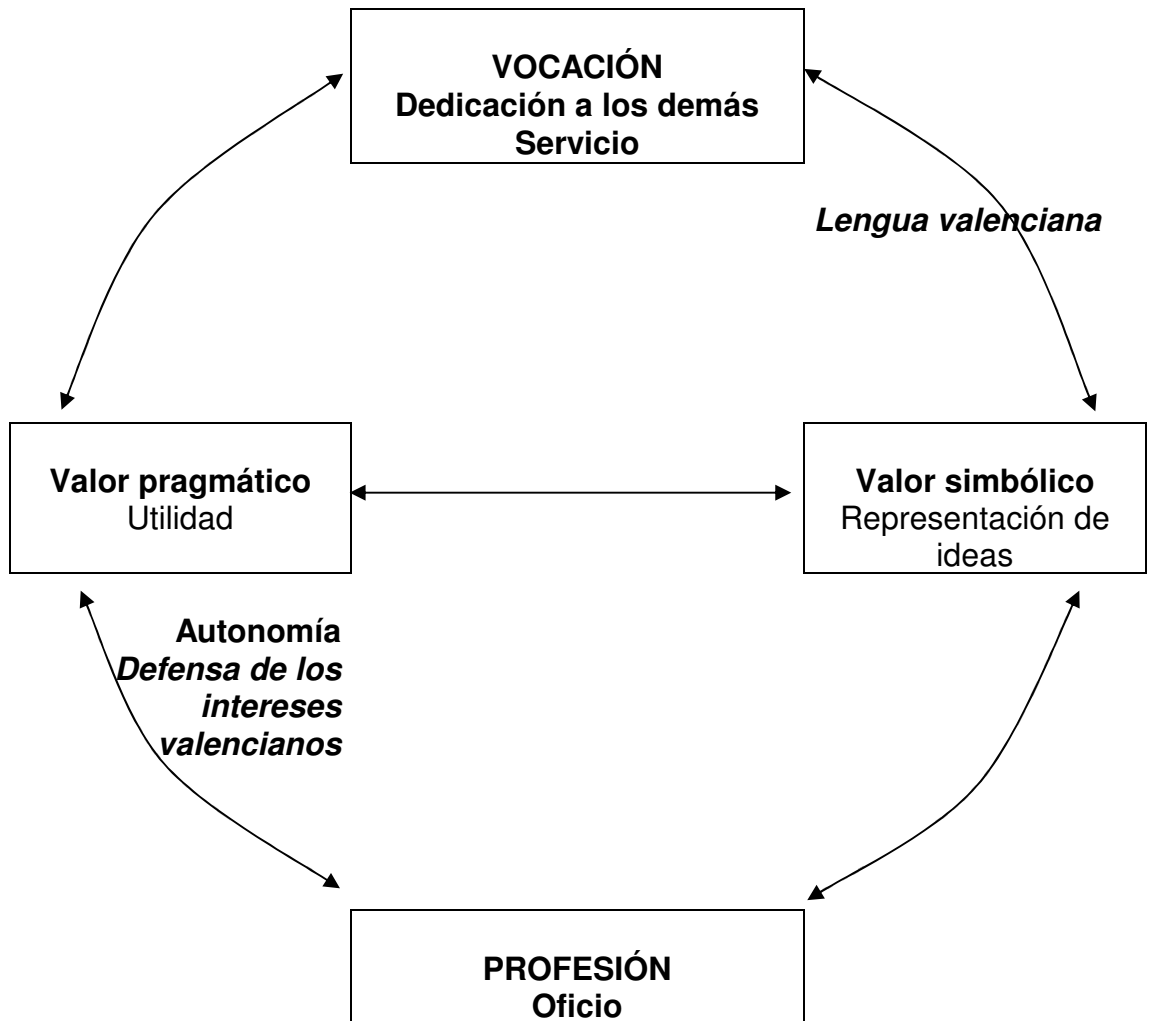 VOCACIÓN
Dedicación a los demás
Servicio
Lengua valenciana
Valor pragmático
Utilidad
Valor simbólico
Representación de
ideas
Autonomía
Defensa de los
intereses
valencianos
PROFESIÓN
Oficio